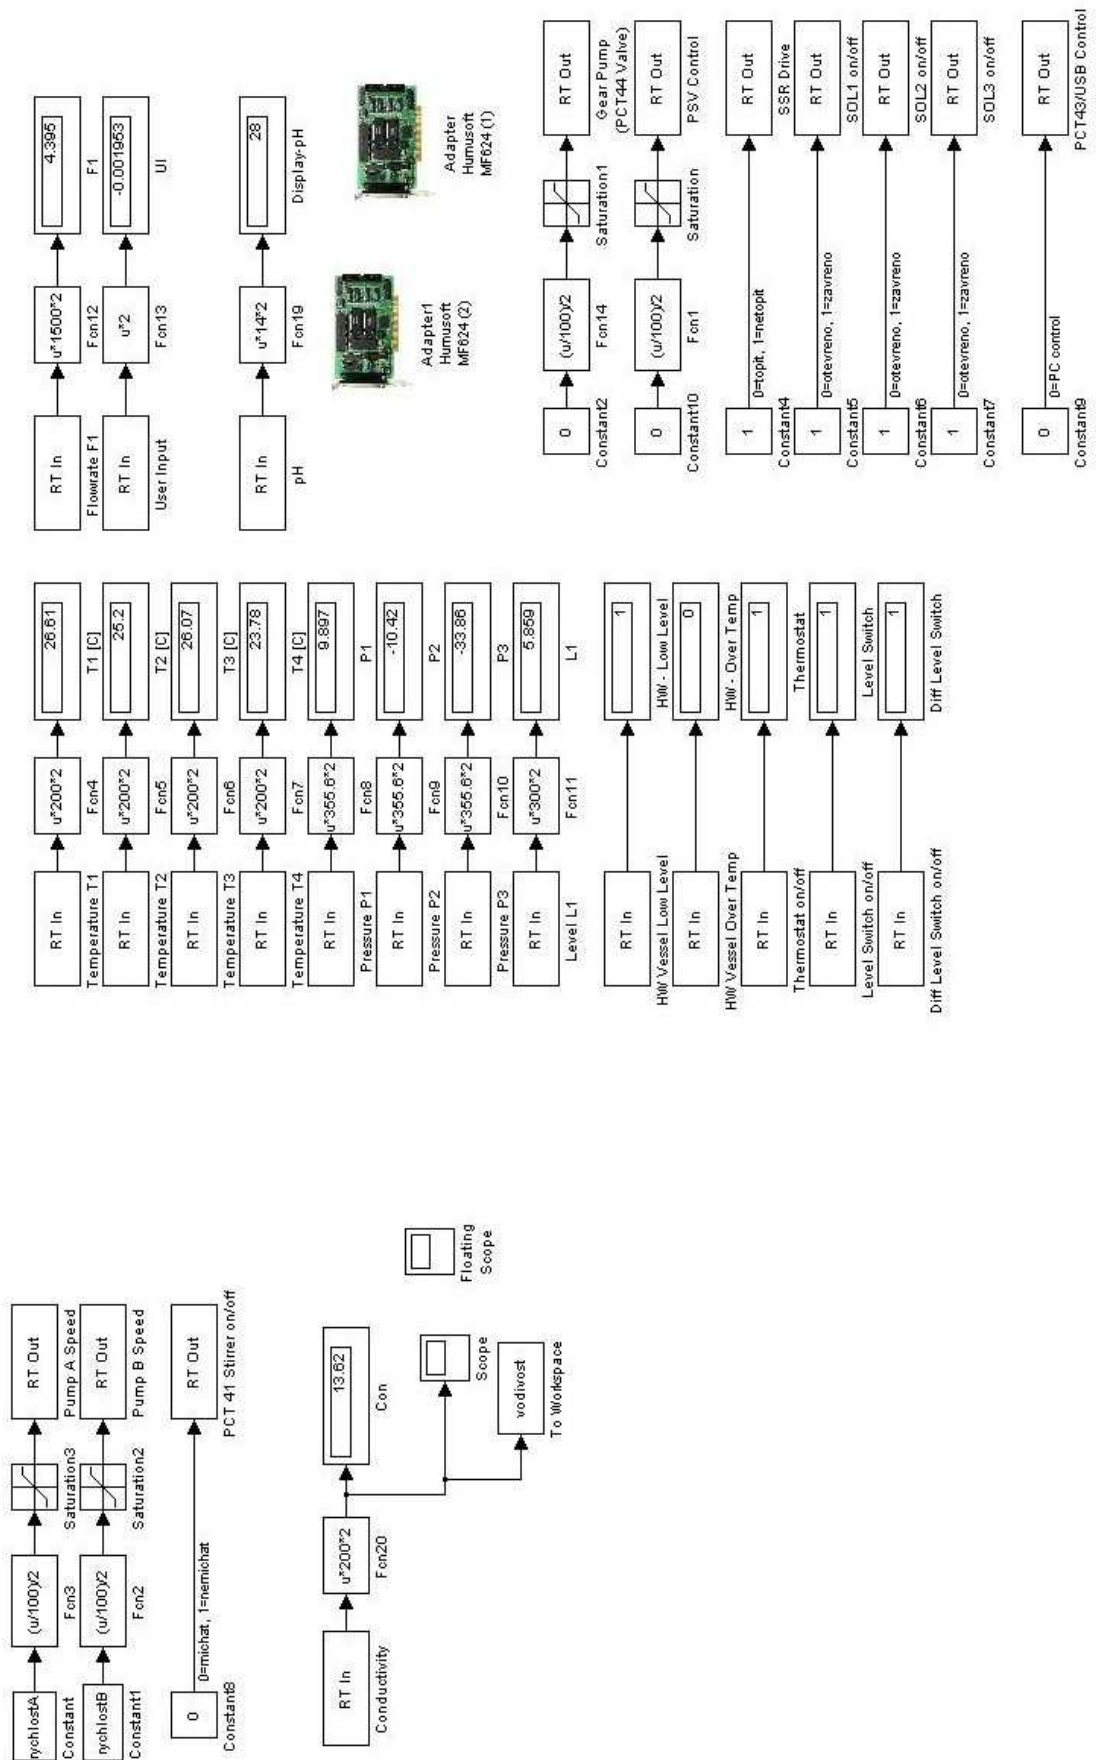 rychlostA
Constant
(u/100)/2
Fcn3
Saturation3
RT Out
Pump A Speed
rychlostB
Constant1
(u/100)/2
Fcn2
Saturation2
RT Out
Pump B Speed
0
Constant8
0=michat, 1=nemichat
RT Out
PCT 41 Stirrer on/off
RT In
Conductivity
u*200*2
Fcn20
13.62
Con
Scope
vodivost
To Workspace
Floating
Scope
RT In
Temperature T1
u*200*2
Fcn4
26.61
T1 [C]
RT In
Temperature T2
u*200*2
Fcn5
25.2
T2 [C]
RT In
Temperature T3
u*200*2
Fcn6
26.07
T3 [C]
RT In
Temperature T4
u*200*2
Fcn7
23.78
T4 [C]
RT In
Pressure P1
u*355.6*2
Fcn8
9.897
P1
RT In
Pressure P2
u*355.6*2
Fcn9
-10.42
P2
RT In
Pressure P3
u*355.6*2
Fcn10
-33.86
P3
RT In
Level L1
u*300*2
Fcn11
5.859
L1
RT In
HW Vessel Low Level
1
HW - Low Level
RT In
HW Vessel Over Temp
0
HW - Over Temp
RT In
Thermostat on/off
1
Thermostat
RT In
Level Switch on/off
1
Level Switch
RT In
Diff Level Switch on/off
1
Diff Level Switch
RT In
Flowrate F1
u*1500*2
Fcn12
4.395
F1
RT In
User Input
u*2
Fcn13
-0.001953
UI
RT In
pH
u*14*2
Fcn19
28
Display-pH
Adapter1
Humusoft
MF624 (2)
Adapter
Humusoft
MF624 (1)
0
Constant2
(u/100)/2
Fcn14
Saturation1
RT Out
Gear Pump
(PCT44 Valve)
0
Constant10
(u/100)/2
Fcn1
Saturation
RT Out
PSV Control
1
Constant4
0=topit, 1=netopit
RT Out
SSR Drive
1
Constant5
0=otevreno, 1=zavreno
RT Out
SOL1 on/off
1
Constant6
0=otevreno, 1=zavreno
RT Out
SOL2 on/off
1
Constant7
0=otevreno, 1=zavreno
RT Out
SOL3 on/off
0
Constant9
0=PC control
RT Out
PCT43/USB Control